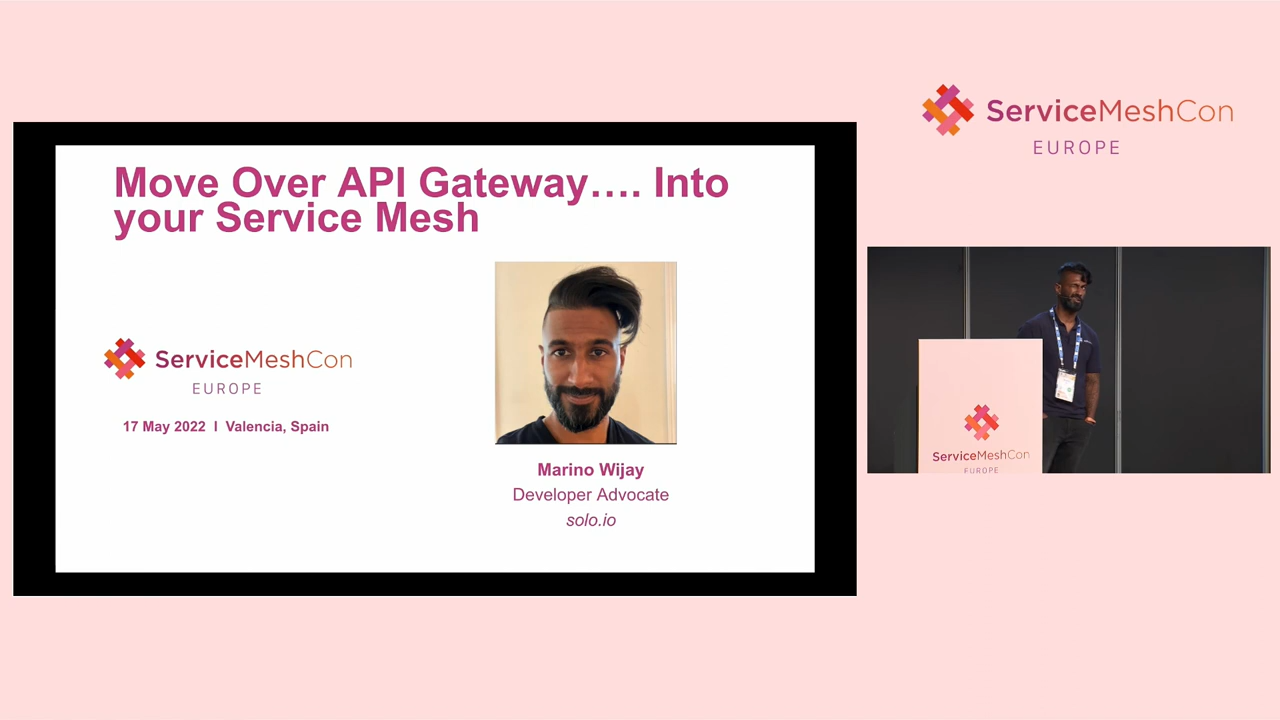 Move Over API Gateway…. Into
your Service Mesh
ServiceMeshCon
EUROPE
17 May 2022 I Valencia, Spain
Marino Wijay
Developer Advocate
solo.io
ServiceMeshCon
EUROPE
ServiceMeshCon
EUROPE